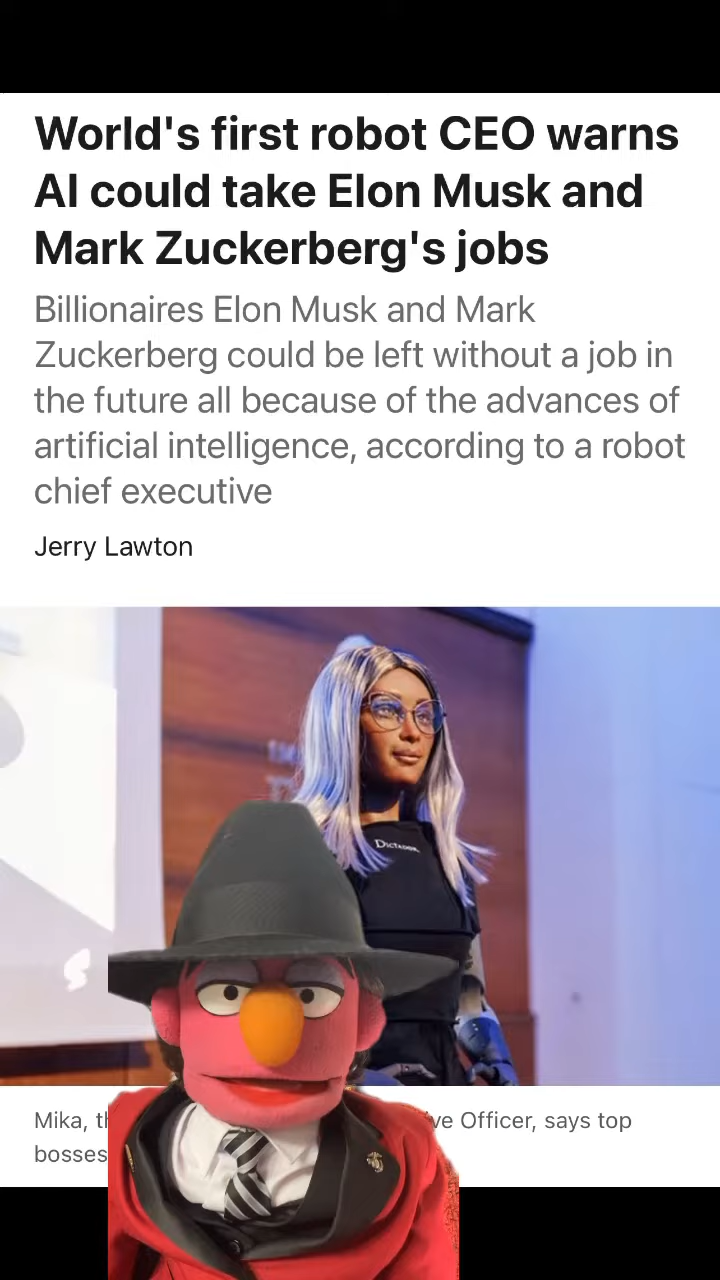 World's first robot CEO warns
AI could take Elon Musk and
Mark Zuckerberg's jobs
Billionaires Elon Musk and Mark
Zuckerberg could be left without a job in
the future all because of the advances of
artificial intelligence, according to a robot
chief executive
Jerry Lawton
DICTADOR
Mika, Officer, says top
bosses